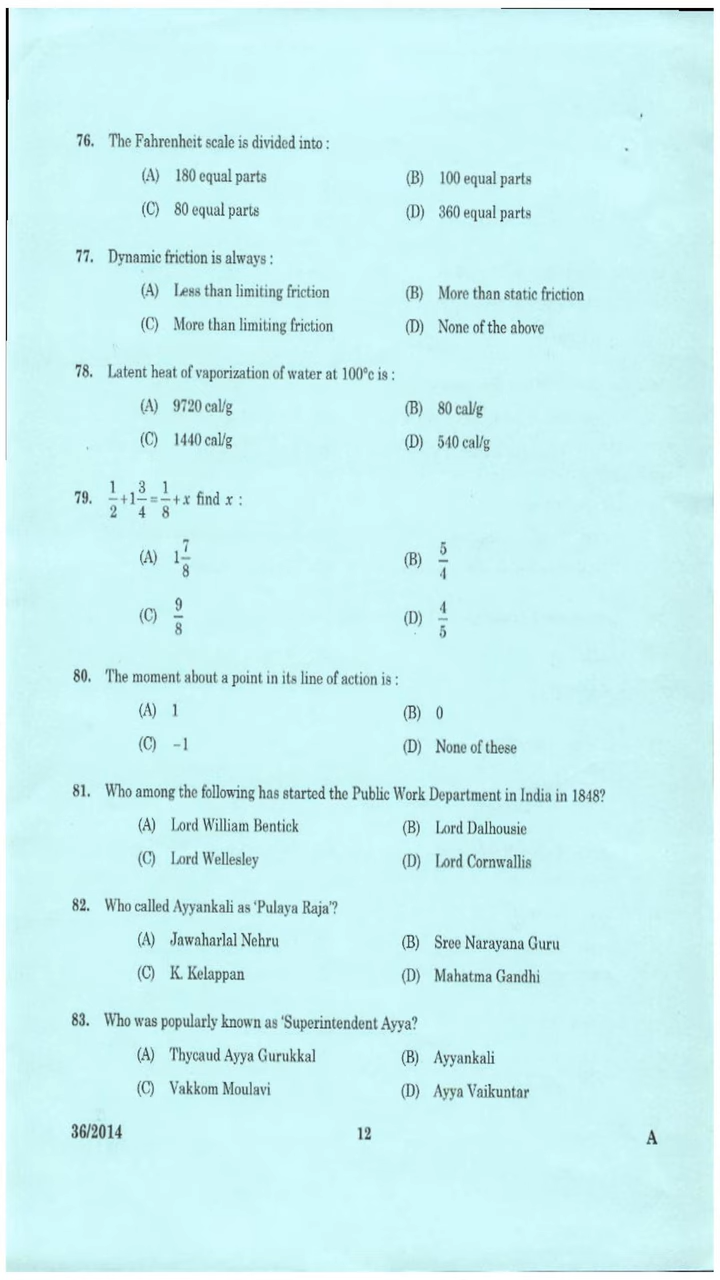 76. The Fahrenheit scale is divided into :
(A) 180 equal parts (B) 100 equal parts
(C) 80 equal parts (D) 360 equal parts
77. Dynamic friction is always :
(A) Less than limiting friction (B) More than static friction
(C) More than limiting friction (D) None of the above
78. Latent heat of vaporization of water at 100°c is :
(A) 9720 cal/g (B) 80 cal/g
(C) 1440 cal/g (D) 540 cal/g
79. 1/2+1 3/4=1/8+x find x :
(A) 1 7/8 (B) 5/4
(C) 9/8 (D) 4/5
80. The moment about a point in its line of action is :
(A) 1 (B) 0
(C) –1 (D) None of these
81. Who among the following has started the Public Work Department in India in 1848?
(A) Lord William Bentick (B) Lord Dalhousie
(C) Lord Wellesley (D) Lord Cornwallis
82. Who called Ayyankali as 'Pulaya Raja'?
(A) Jawaharlal Nehru (B) Sree Narayana Guru
(C) K. Kelappan (D) Mahatma Gandhi
83. Who was popularly known as 'Superintendent Ayya?
(A) Thycaud Ayya Gurukkal (B) Ayyankali
(C) Vakkom Moulavi (D) Ayya Vaikuntar
36/2014 12 A